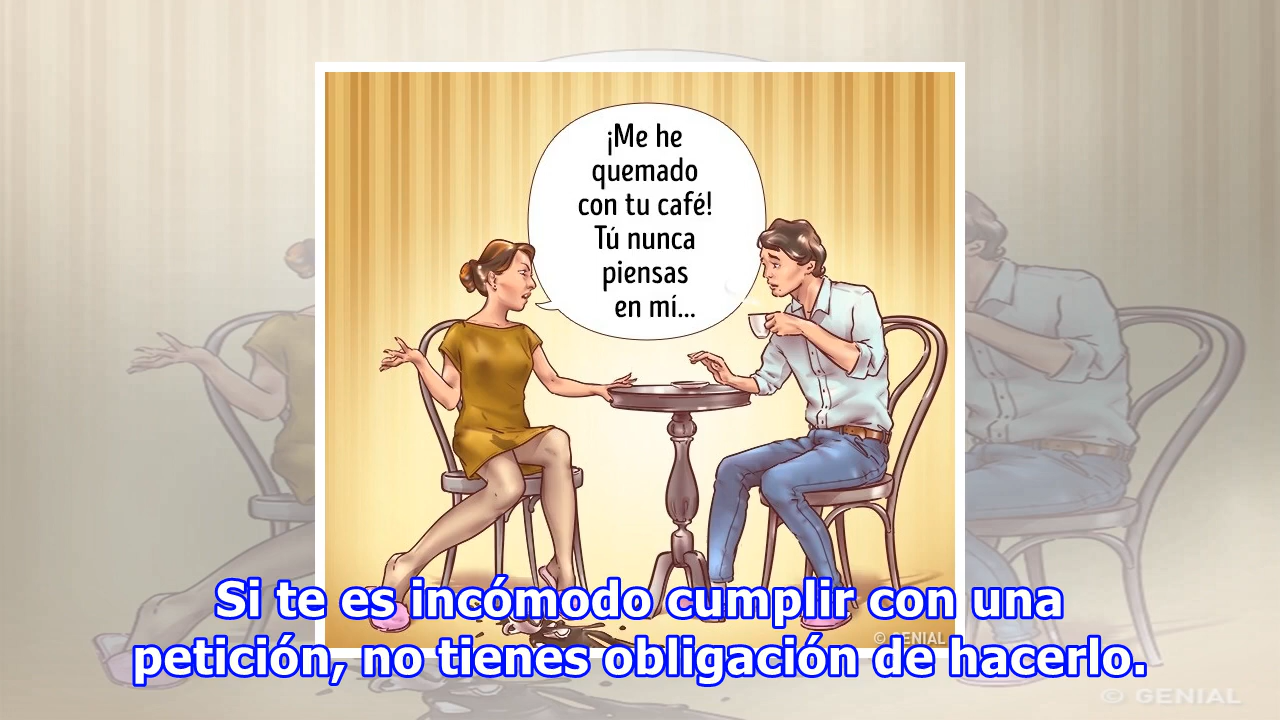 ¡Me he
quemado
con tu café!
Tú nunca
piensas
en mí...
Si te es incómodo cumplir con una
© GENIAL
petición, no tienes obligación de hacerlo.
© GENIAL